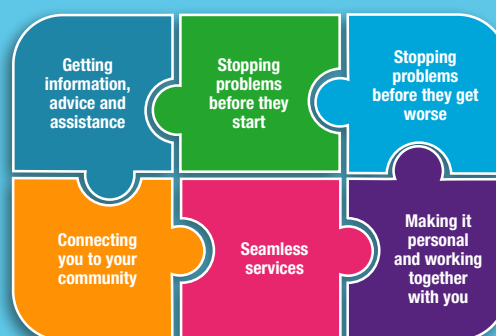 Getting
information,
advice and
assistance
Stopping
problems
before they
start
Stopping
problems
before they get
worse
Connecting
you to your
community
Seamless
services
Making it
personal
and working
together
with you